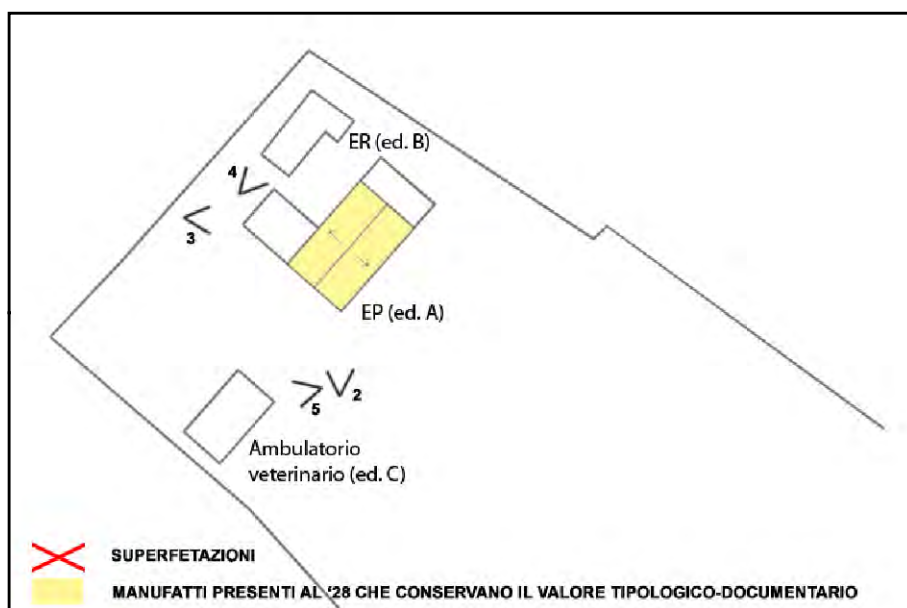 ER (ed. B)
4
3
EP (ed. A)
5
2
Ambulatorio
veterinario (ed. C)
SUPERFETAZIONI
MANUFATTI PRESENTI AL '28 CHE CONSERVANO IL VALORE TIPOLOGICO-DOCUMENTARIO